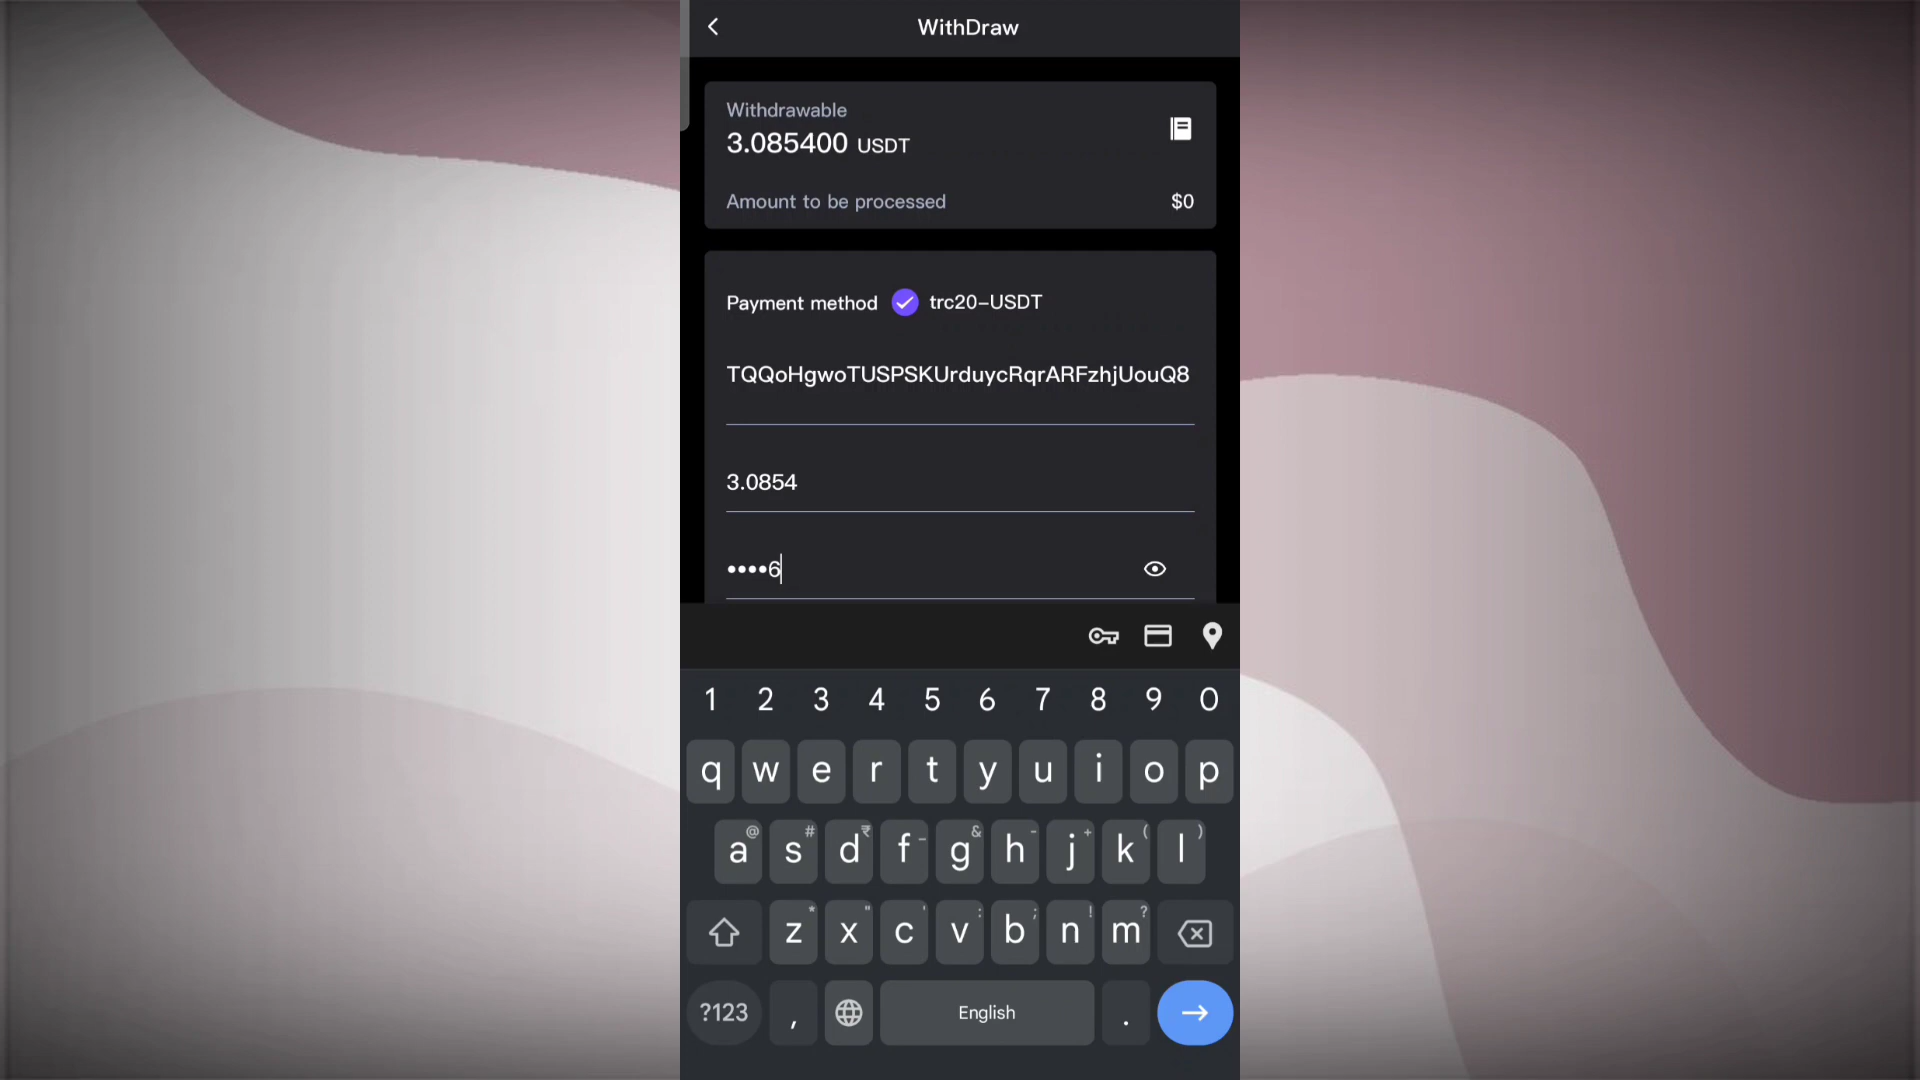 WithDraw
Withdrawable
3.085400 USDT
Amount to be processed $0
Payment method trc20-USDT
TQQoHgwoTUSPSKUrduycRqrARFzhjUouQ8
3.0854
••••6
1 2 3 4 5 6 7 8 9 0
q w e r t y u i o p
@ # ₹ _ & - + ( )
a s d f g h j k l
* " ' : ; ! ?
z x c v b n m
?123 , English .